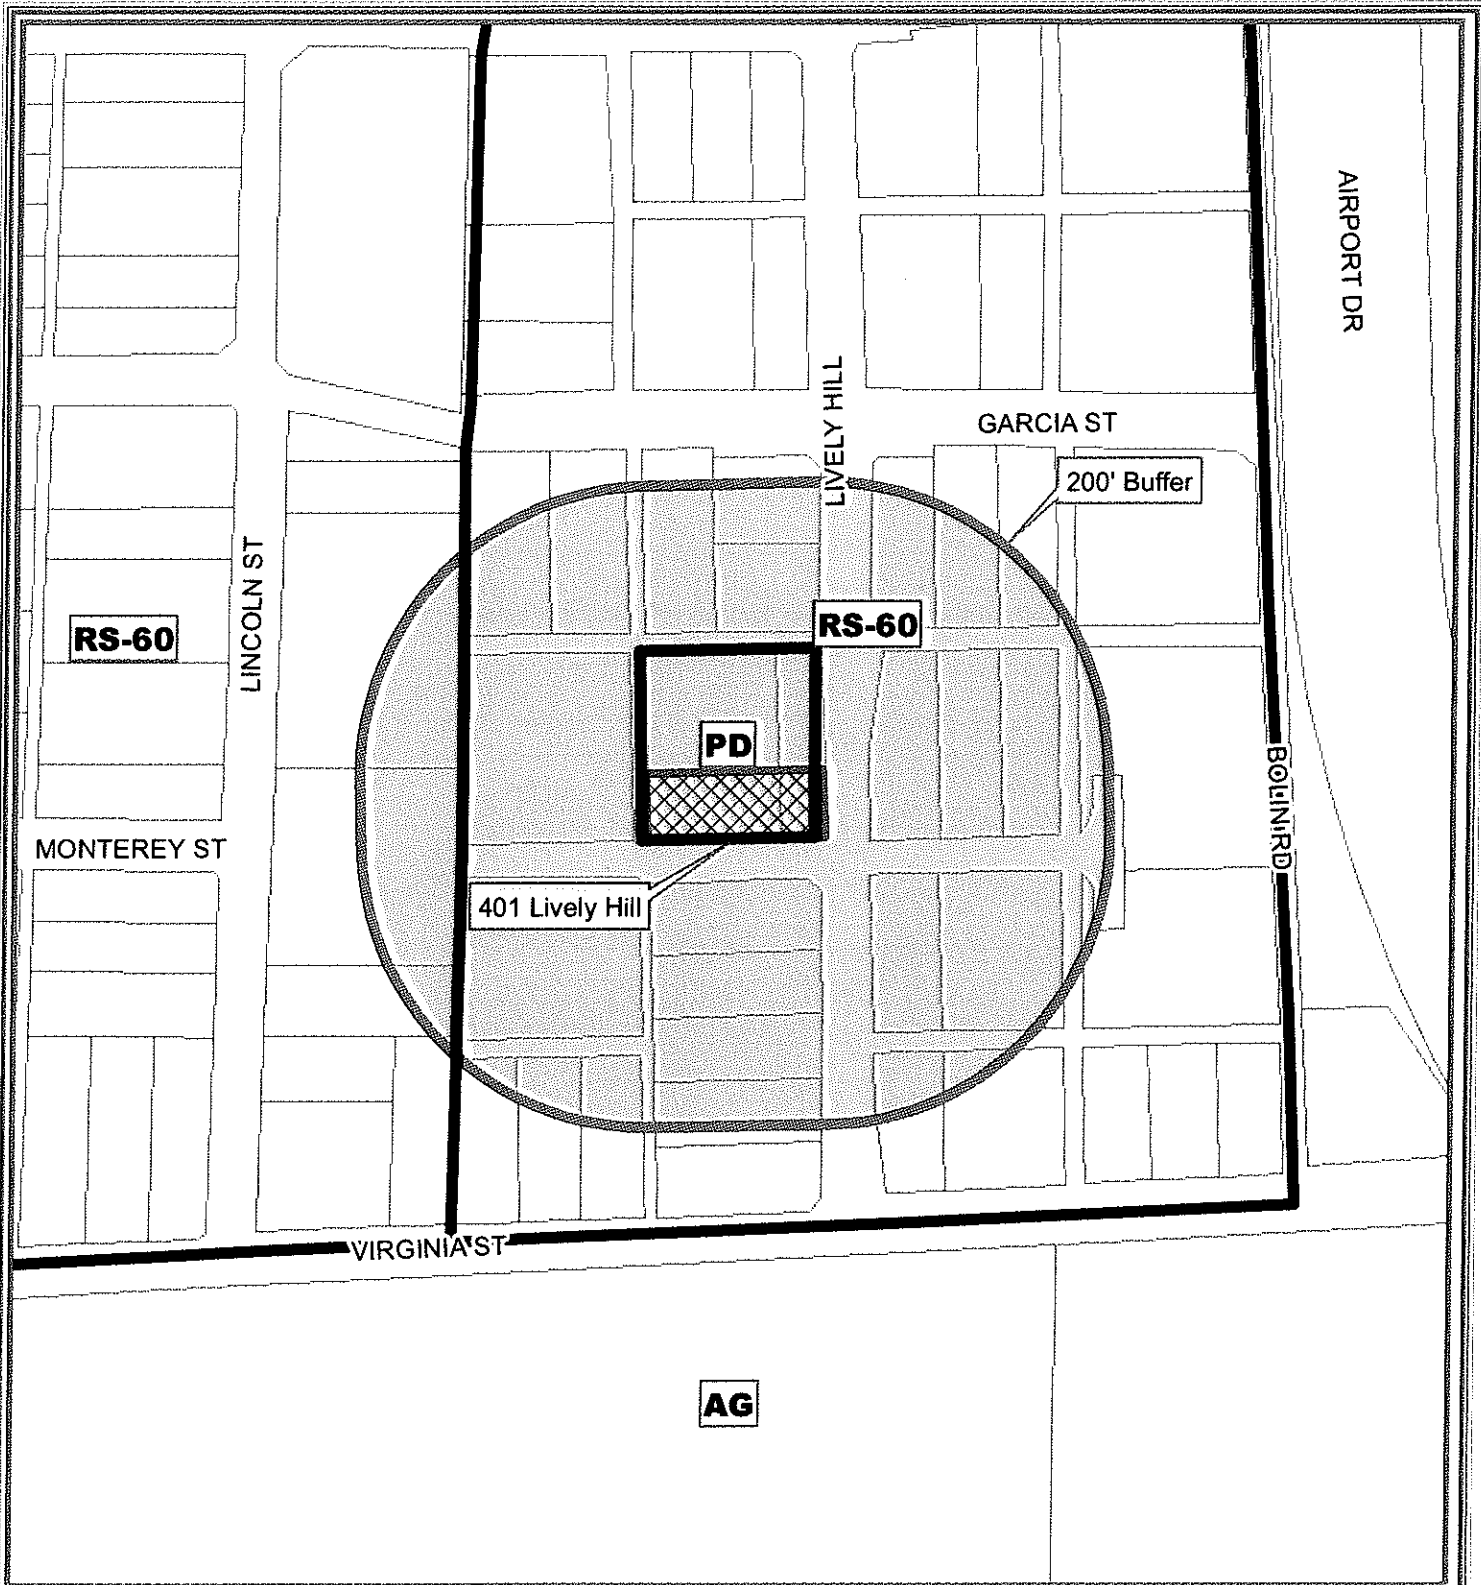 AIRPORT DR
LIVELY HILL
GARCIA ST
200' Buffer
LINCOLN ST
RS-60
RS-60
PD
BOLIN RD
MONTEREY ST
401 Lively Hill
VIRGINIA ST
AG